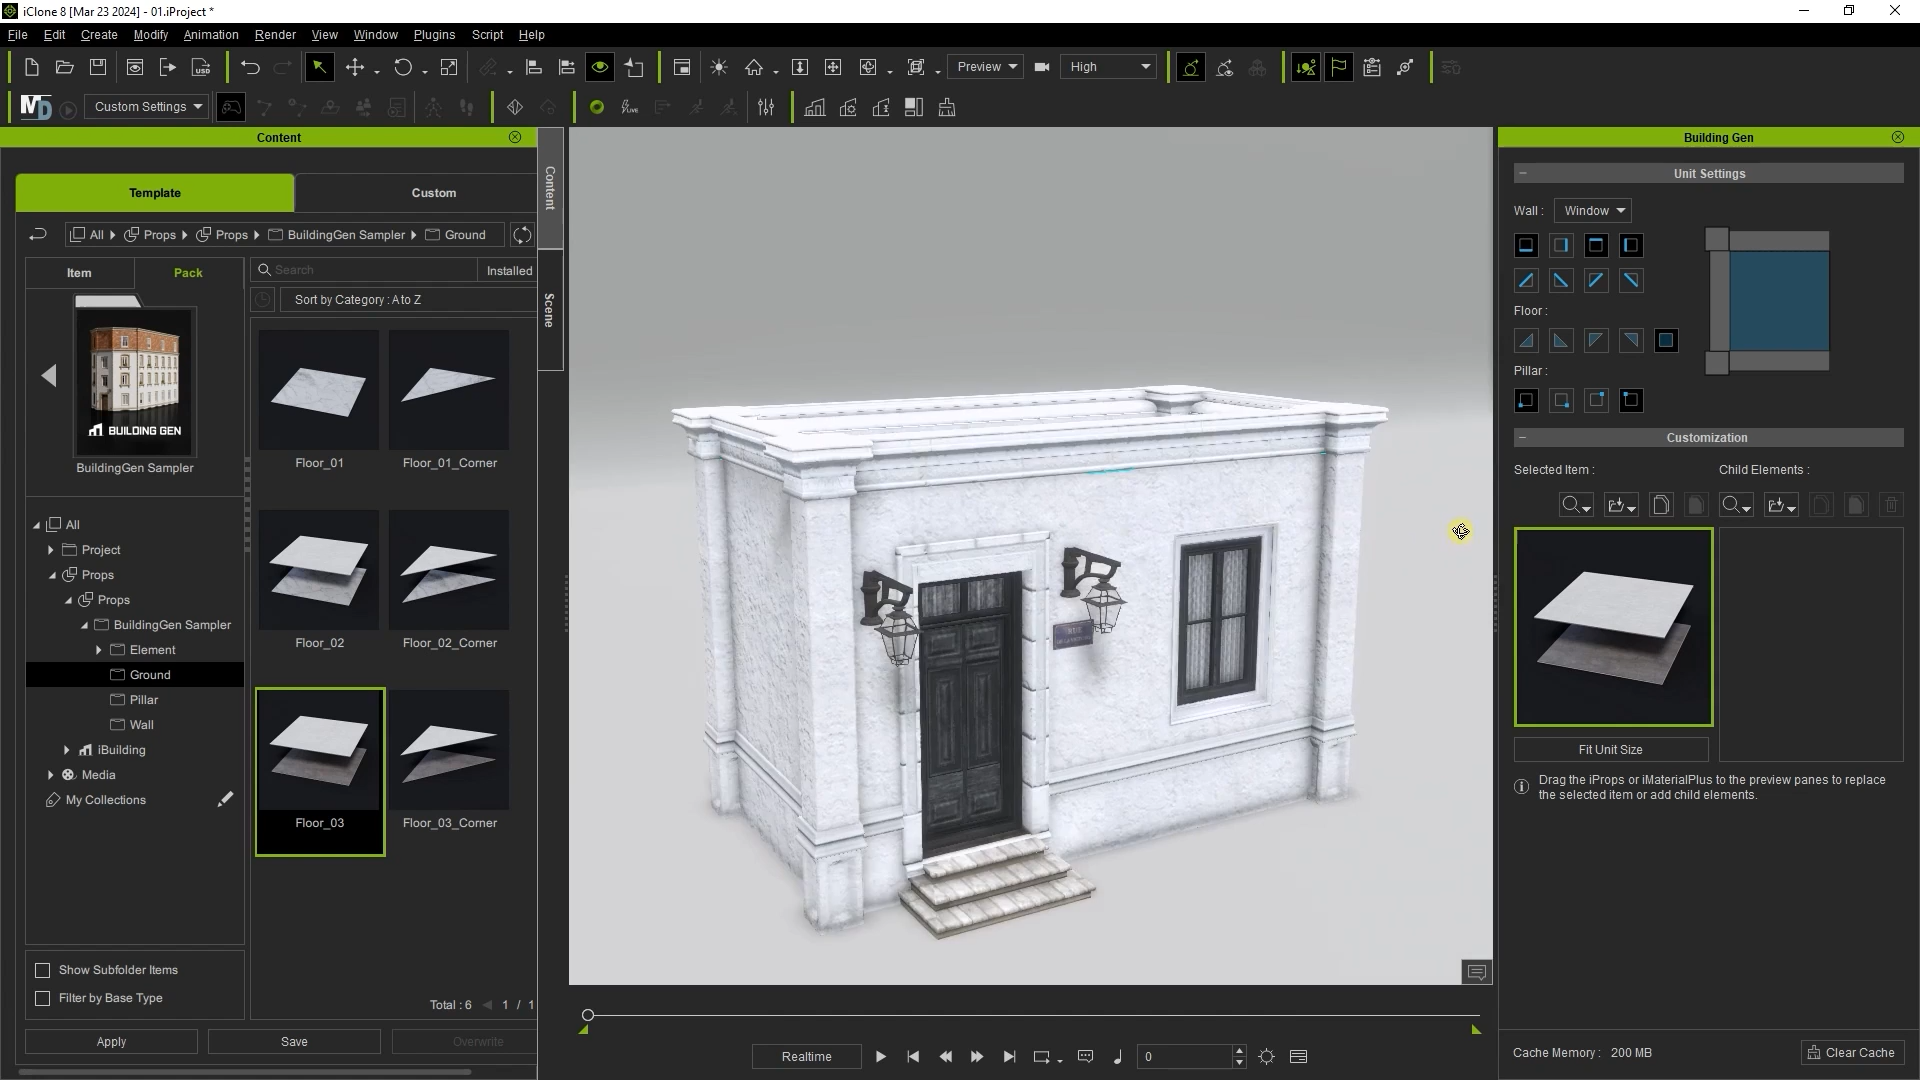 iClone 8 [Mar 23 2024] - 01.iProject *
File Edit Create Modify Animation Render View Window Plugins Script Help
Preview High
MD Custom Settings LIVE
Content
Template Custom
All Props Props BuildingGen Sampler Ground
Item Pack
Search Installed
Sort by Category : A to Z
BUILDING GEN
BuildingGen Sampler
All
Project
Props
Props
BuildingGen Sampler
Element
Ground
Pillar
Wall
iBuilding
Media
My Collections
Show Subfolder Items
Filter by Base Type
Floor_01 Floor_01_Corner
Floor_02 Floor_02_Corner
Floor_03 Floor_03_Corner
Total : 6 1 / 1
Apply Save Overwrite
Content
Scene
Realtime 0
Building Gen
Unit Settings
Wall : Window
Floor :
Pillar :
Customization
Selected Item : Child Elements :
Fit Unit Size
Drag the iProps or iMaterialPlus to the preview panes to replace
the selected item or add child elements.
Cache Memory : 200 MB Clear Cache